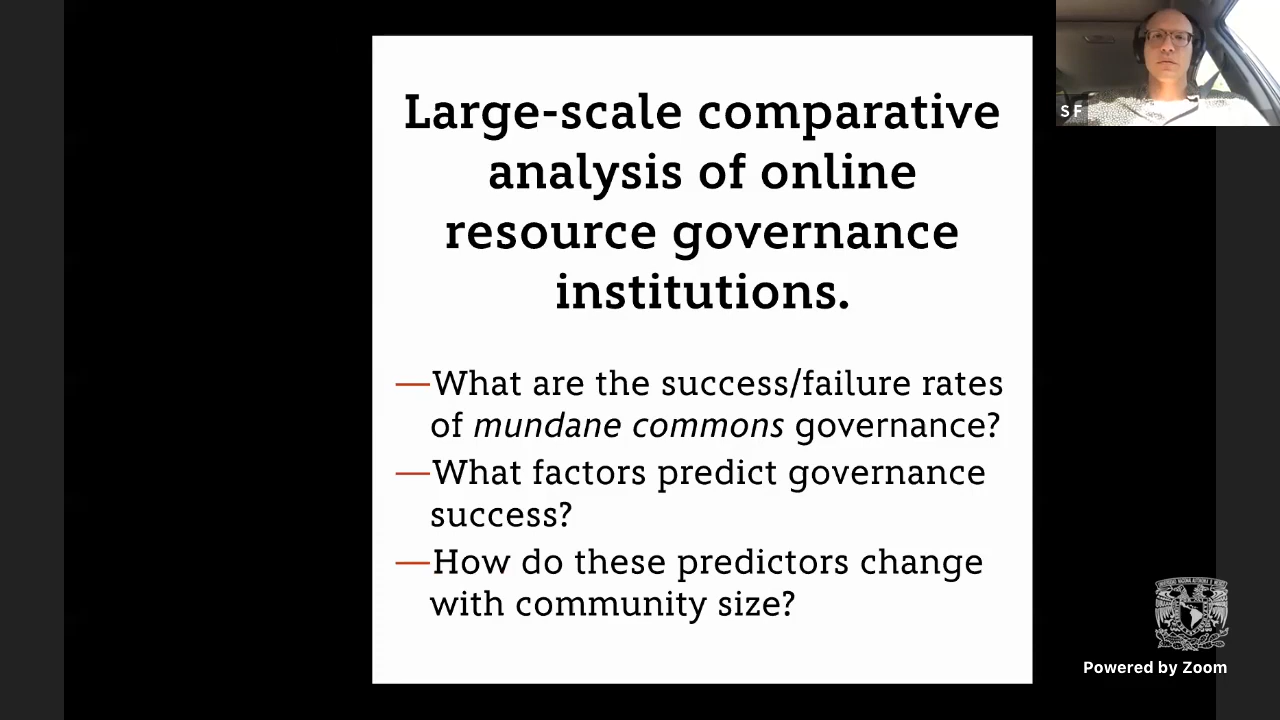 Large-scale comparative
analysis of online
resource governance
institutions.
—What are the success/failure rates
of mundane commons governance?
—What factors predict governance
success?
—How do these predictors change
with community size?
S F
Powered by Zoom